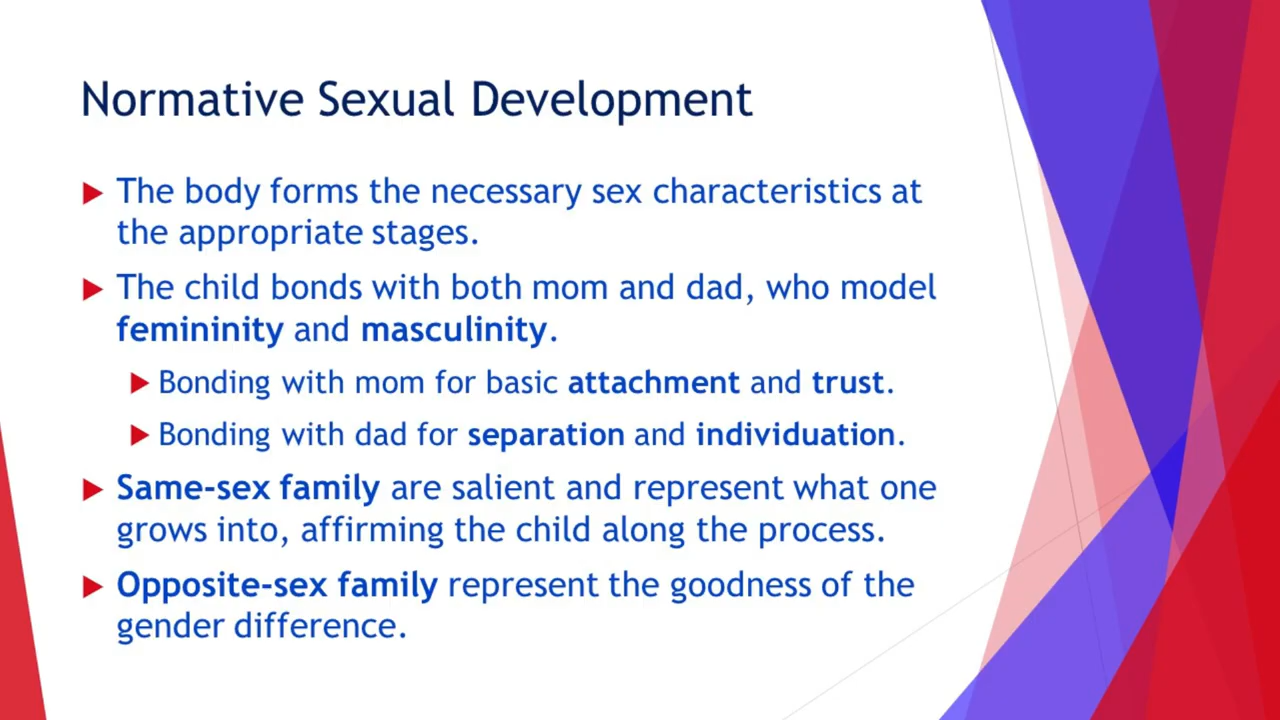 Normative Sexual Development
The body forms the necessary sex characteristics at
the appropriate stages.
The child bonds with both mom and dad, who model
femininity and masculinity.
Bonding with mom for basic attachment and trust.
Bonding with dad for separation and individuation.
Same-sex family are salient and represent what one
grows into, affirming the child along the process.
Opposite-sex family represent the goodness of the
gender difference.